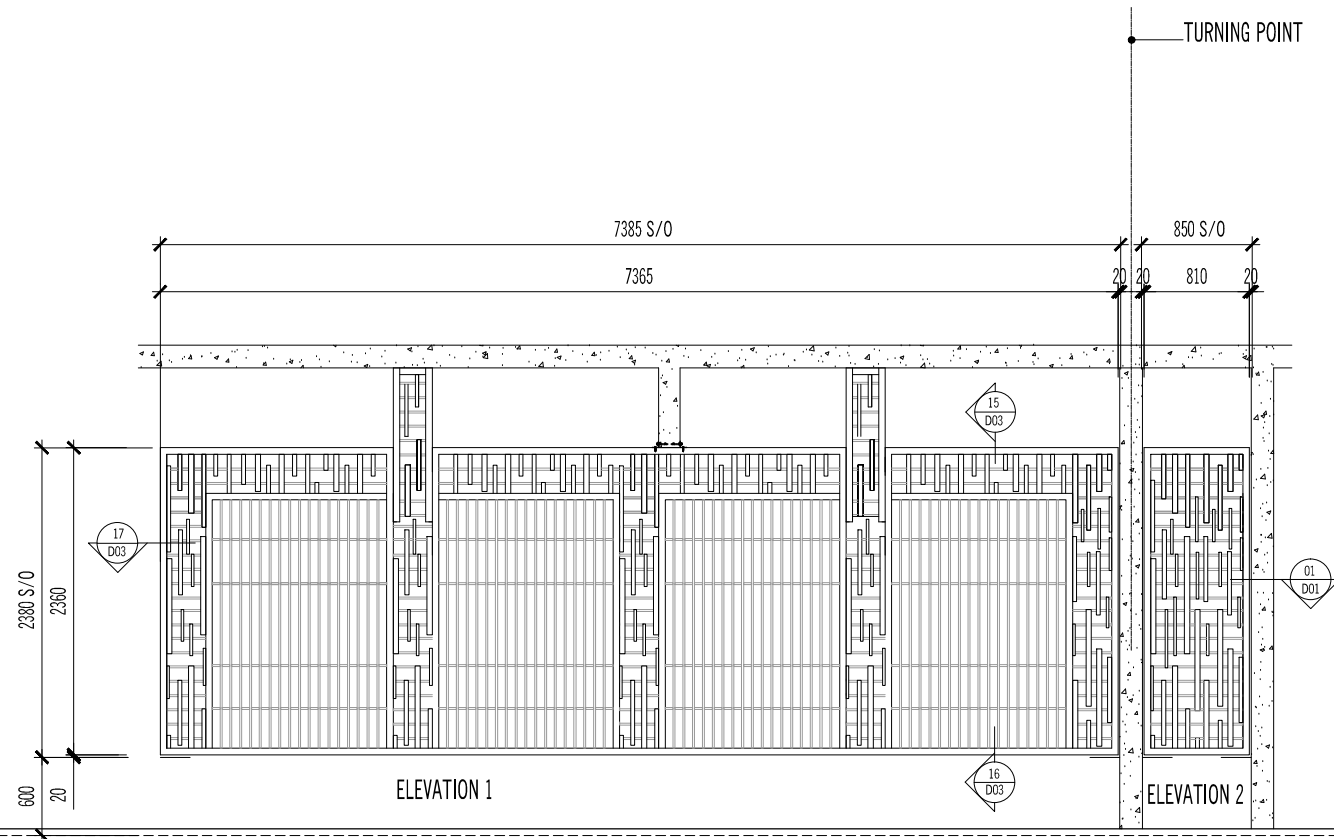 TURNING POINT
7385 S/O
850 S/O
7365
20
20
810
20
15
D03
17
D03
2380 S/O
2360
01
D01
600
20
ELEVATION 1
16
D03
ELEVATION 2